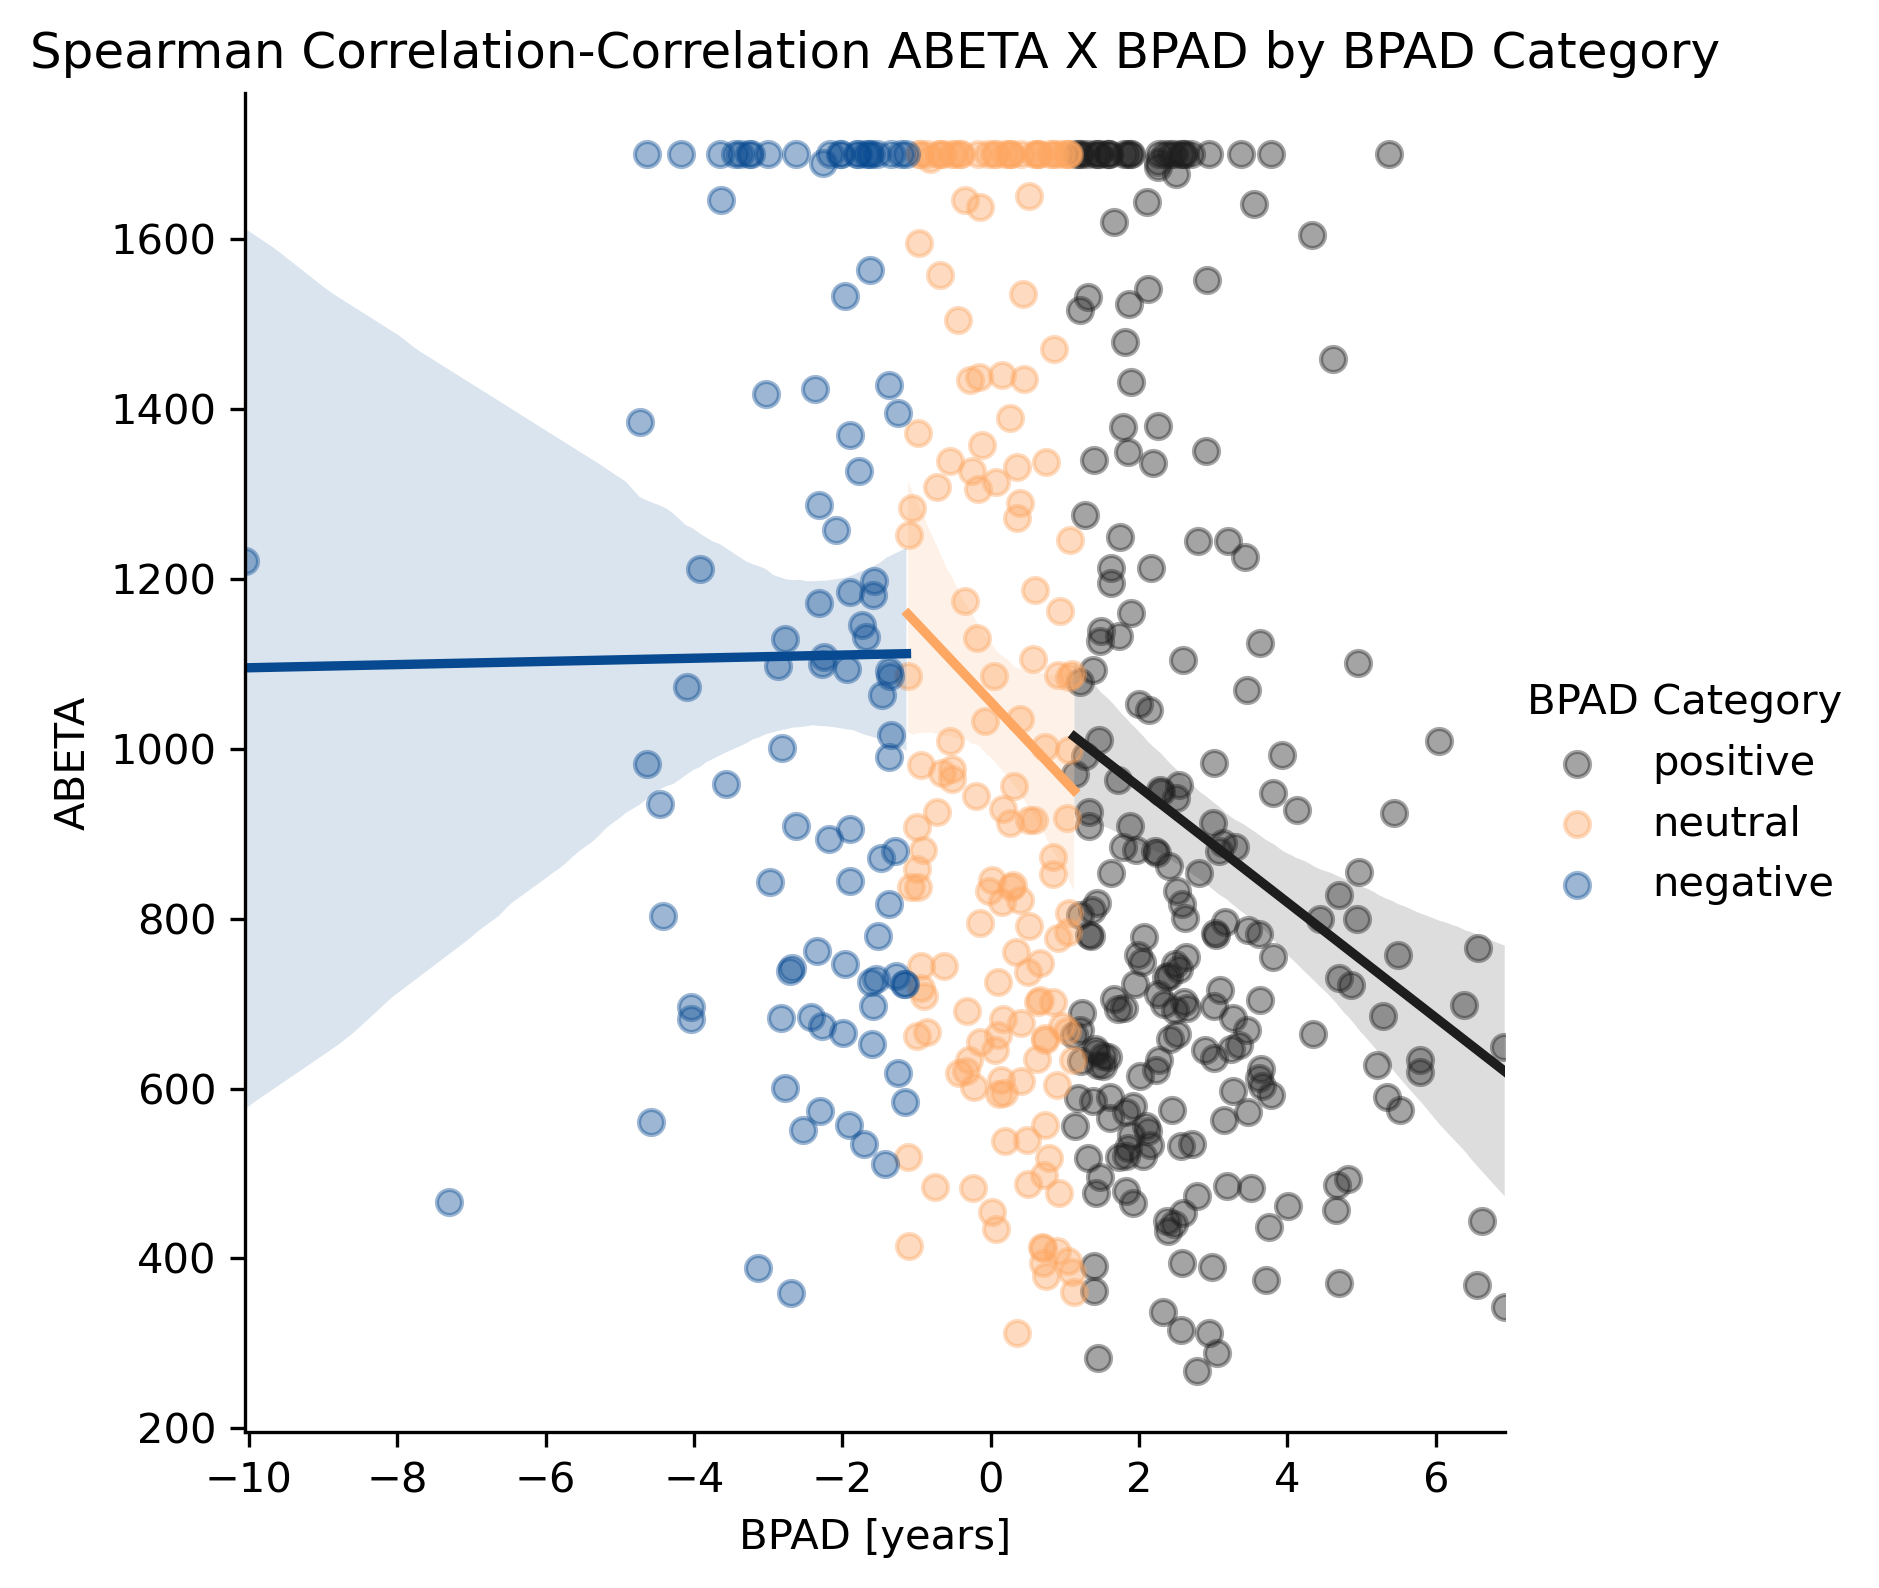 Spearman Correlation-Correlation ABETA X BPAD by BPAD Category
1600
1400
1200
1000
800
600
400
200
ABETA
−10 −8 −6 −4 −2 0 2 4 6
BPAD [years]
BPAD Category
positive
neutral
negative